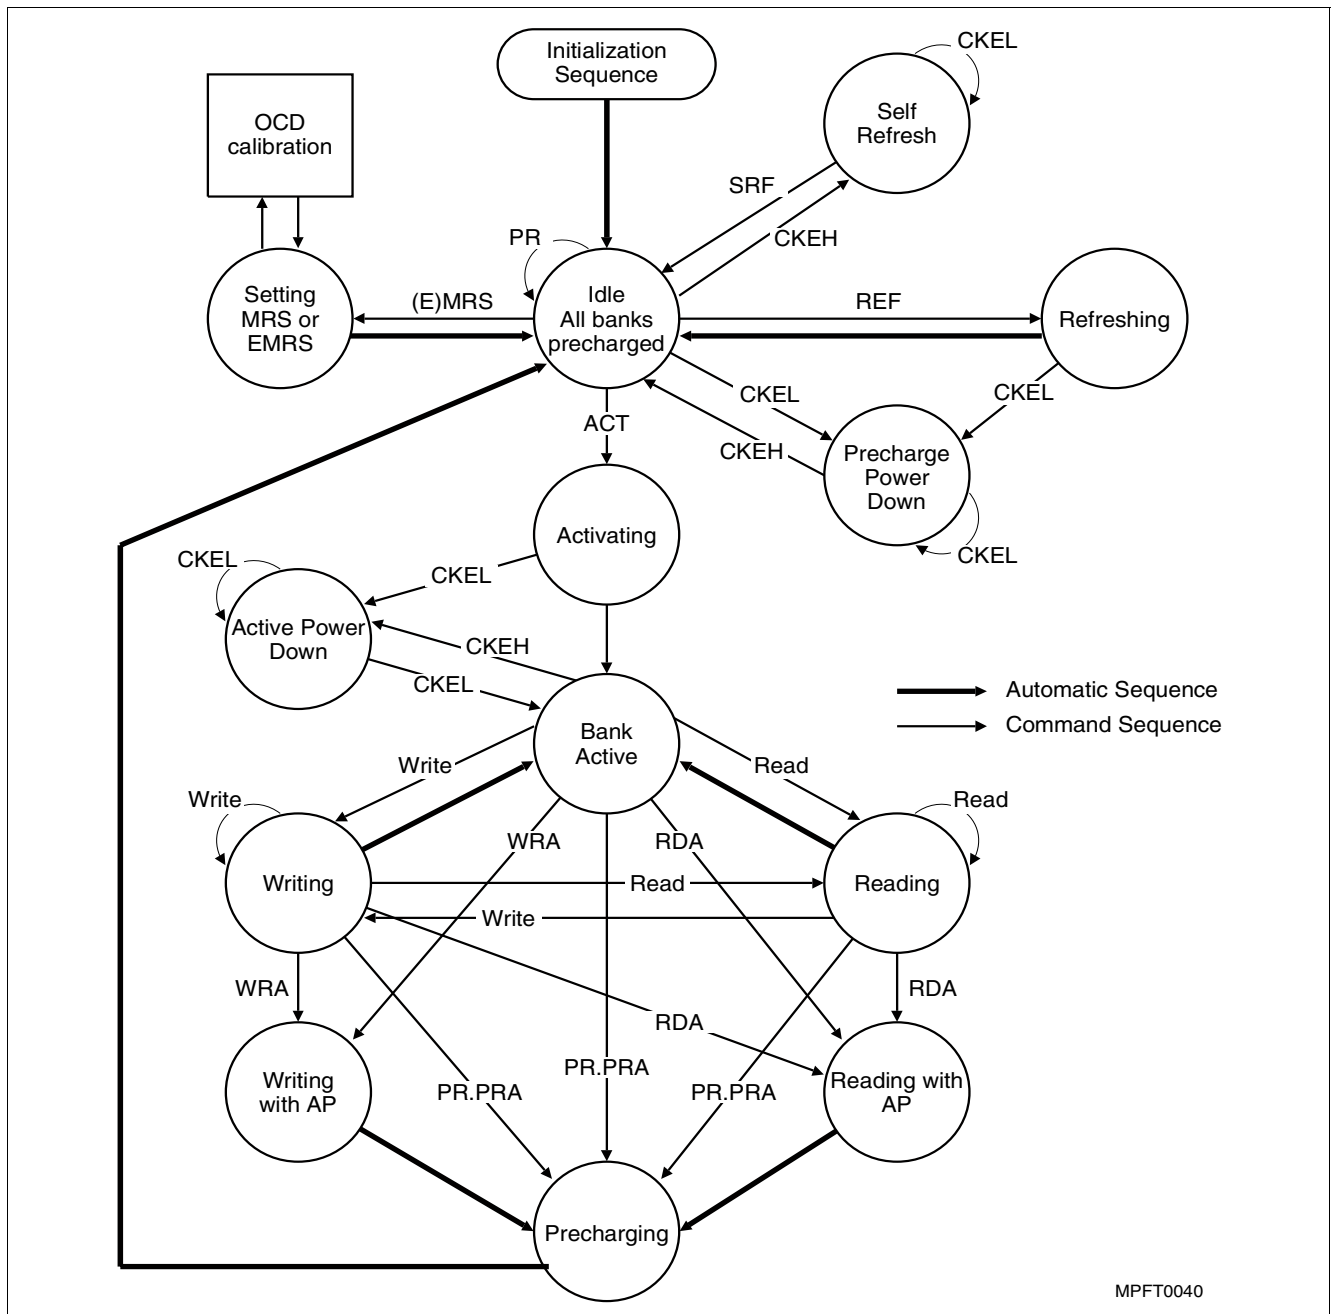 Initialization
Sequence
CKEL
OCD
calibration
Self
Refresh
SRF
CKEH
PR
Setting
MRS or
EMRS
(E)MRS
Idle
All banks
precharged
REF
Refreshing
CKEL
CKEL
ACT
CKEH
Precharge
Power
Down
CKEL
Activating
CKEL
CKEL
Active Power
Down
CKEH
CKEL
Automatic Sequence
Command Sequence
Bank
Active
Write
Read
Write
Read
WRA
RDA
Writing
Read
Reading
Write
WRA
RDA
RDA
Writing
with AP
PR.PRA
PR.PRA
PR.PRA
Reading with
AP
Precharging
MPFT0040